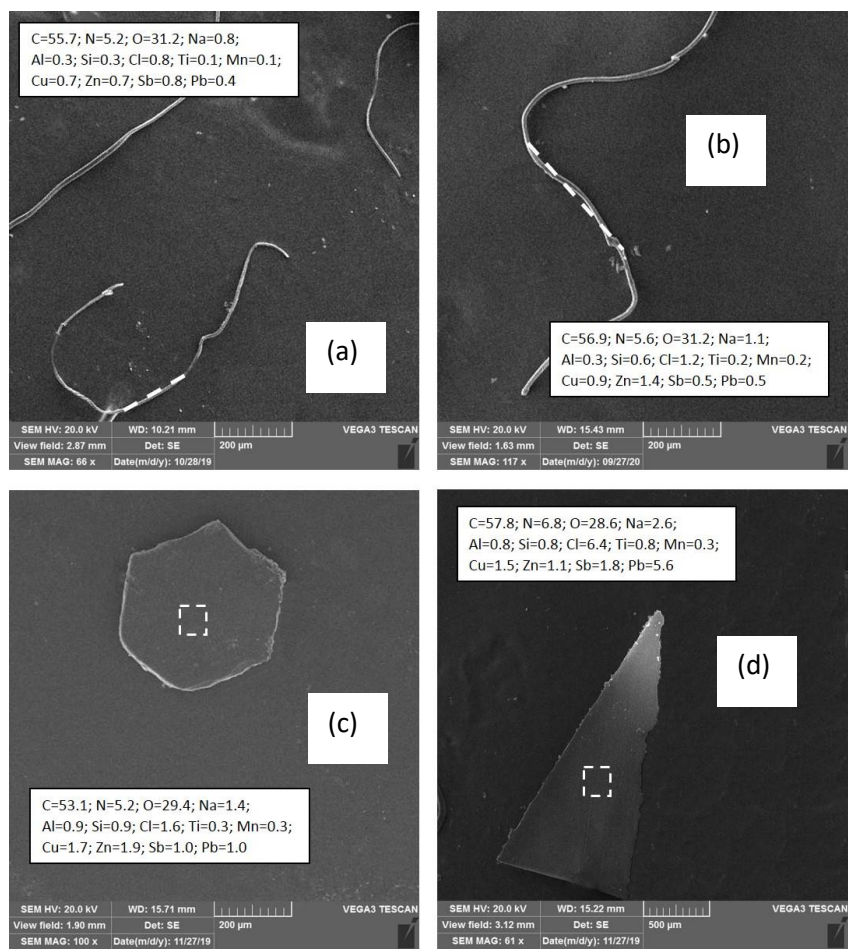 C=55.7; N=5.2; O=31.2; Na=0.8;
Al=0.3; Si=0.3; Cl=0.8; Ti=0.1; Mn=0.1;
Cu=0.7; Zn=0.7; Sb=0.8; Pb=0.4
(a)
SEM HV: 20.0 kV WD: 10.21 mm VEGA3 TESCAN
View field: 2.87 mm Det: SE 200 µm
SEM MAG: 66 x Date(m/d/y): 10/28/19
(b)
C=56.9; N=5.6; O=31.2; Na=1.1;
Al=0.3; Si=0.6; Cl=1.2; Ti=0.2; Mn=0.2;
Cu=0.9; Zn=1.4; Sb=0.5; Pb=0.5
SEM HV: 20.0 kV WD: 15.43 mm VEGA3 TESCAN
View field: 1.63 mm Det: SE 200 µm
SEM MAG: 117 x Date(m/d/y): 09/27/20
(c)
C=53.1; N=5.2; O=29.4; Na=1.4;
Al=0.9; Si=0.9; Cl=1.6; Ti=0.3; Mn=0.3;
Cu=1.7; Zn=1.9; Sb=1.0; Pb=1.0
SEM HV: 20.0 kV WD: 15.71 mm VEGA3 TESCAN
View field: 1.90 mm Det: SE 200 µm
SEM MAG: 100 x Date(m/d/y): 11/27/19
C=57.8; N=6.8; O=28.6; Na=2.6;
Al=0.8; Si=0.8; Cl=6.4; Ti=0.8; Mn=0.3;
Cu=1.5; Zn=1.1; Sb=1.8; Pb=5.6
(d)
SEM HV: 20.0 kV WD: 15.22 mm VEGA3 TESCAN
View field: 3.12 mm Det: SE 500 µm
SEM MAG: 61 x Date(m/d/y): 11/27/19